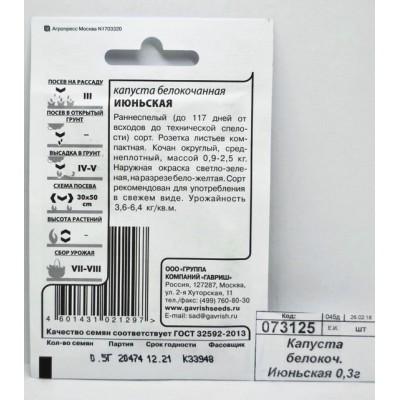 Агропресс Москва N1703320
ПОСЕВ НА РАССАДУ
III
ПОСЕВ В ОТКРЫТЫЙ
ГРУНТ
–
ВЫСАДКА В ГРУНТ
IV-V
СХЕМА ПОСЕВА
30x50
cm
ВЫСОТА РАСТЕНИЙ
–
СБОР УРОЖАЯ
VII-VIII
капуста белокочанная
ИЮНЬСКАЯ
Раннеспелый (до 117 дней от
всходов до технической спело-
сти) сорт. Розетка листьев ком-
пактная. Кочан округлый, сред-
неплотный, массой 0,9-2,5 кг.
Наружная окраска светло-зеле-
ная, на разрезе бело-желтая. Сорт
рекомендован для употребления
в свежем виде. Урожайность
3,6-6,4 кг/кв.м.
ООО «ГРУППА
КОМПАНИЙ «ГАВРИШ»
Россия, 127287, Москва,
ул. 2-я Хуторская, 11
тел./факс: (499) 760-80-30
www.gavrishseeds.ru
E-mail: sad@gavrish.ru
4 601431 021297 >
Качество семян соответствует ГОСТ 32592-2013
Кол-во семян Партия Срок годности Фасовщик
0.5Г 20474 12.21 К33948
Код: 045д 26.02.18
073125 Е.И. шт
Капуста
белокоч.
Июньская 0,3г